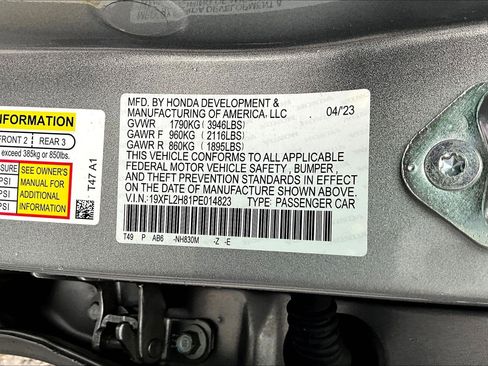 MFD. BY HONDA DEVELOPMENT & 04/'23
MANUFACTURING OF AMERICA, LLC
GVWR 1790KG ( 3946LBS)
GAWR F 960KG ( 2116LBS)
GAWR R 860KG ( 1895LBS)
THIS VEHICLE CONFORMS TO ALL APPLICABLE
FEDERAL MOTOR VEHICLE SAFETY , BUMPER ,
AND THEFT PREVENTION STANDARDS IN EFFECT
ON THE DATE OF MANUFACTURE SHOWN ABOVE.
V.I.N.:19XFL2H81PE014823 TYPE: PASSENGER CAR
T49 P AB6 -NH830M -Z -E
INFORMATION
FRONT 2 REAR 3
exceed 385kg or 850lbs.
SURE SEE OWNER'S
PSI MANUAL FOR
PSI ADDITIONAL
PSI INFORMATION
T47 A1